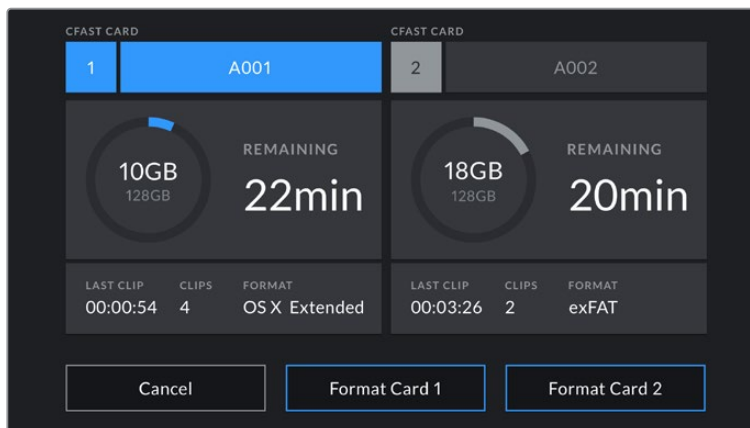 CFAST CARD
1 A001
10GB
128GB
REMAINING
22min
LAST CLIP CLIPS FORMAT
00:00:54 4 OS X Extended
CFAST CARD
2 A002
18GB
128GB
REMAINING
20min
LAST CLIP CLIPS FORMAT
00:03:26 2 exFAT
Cancel Format Card 1 Format Card 2